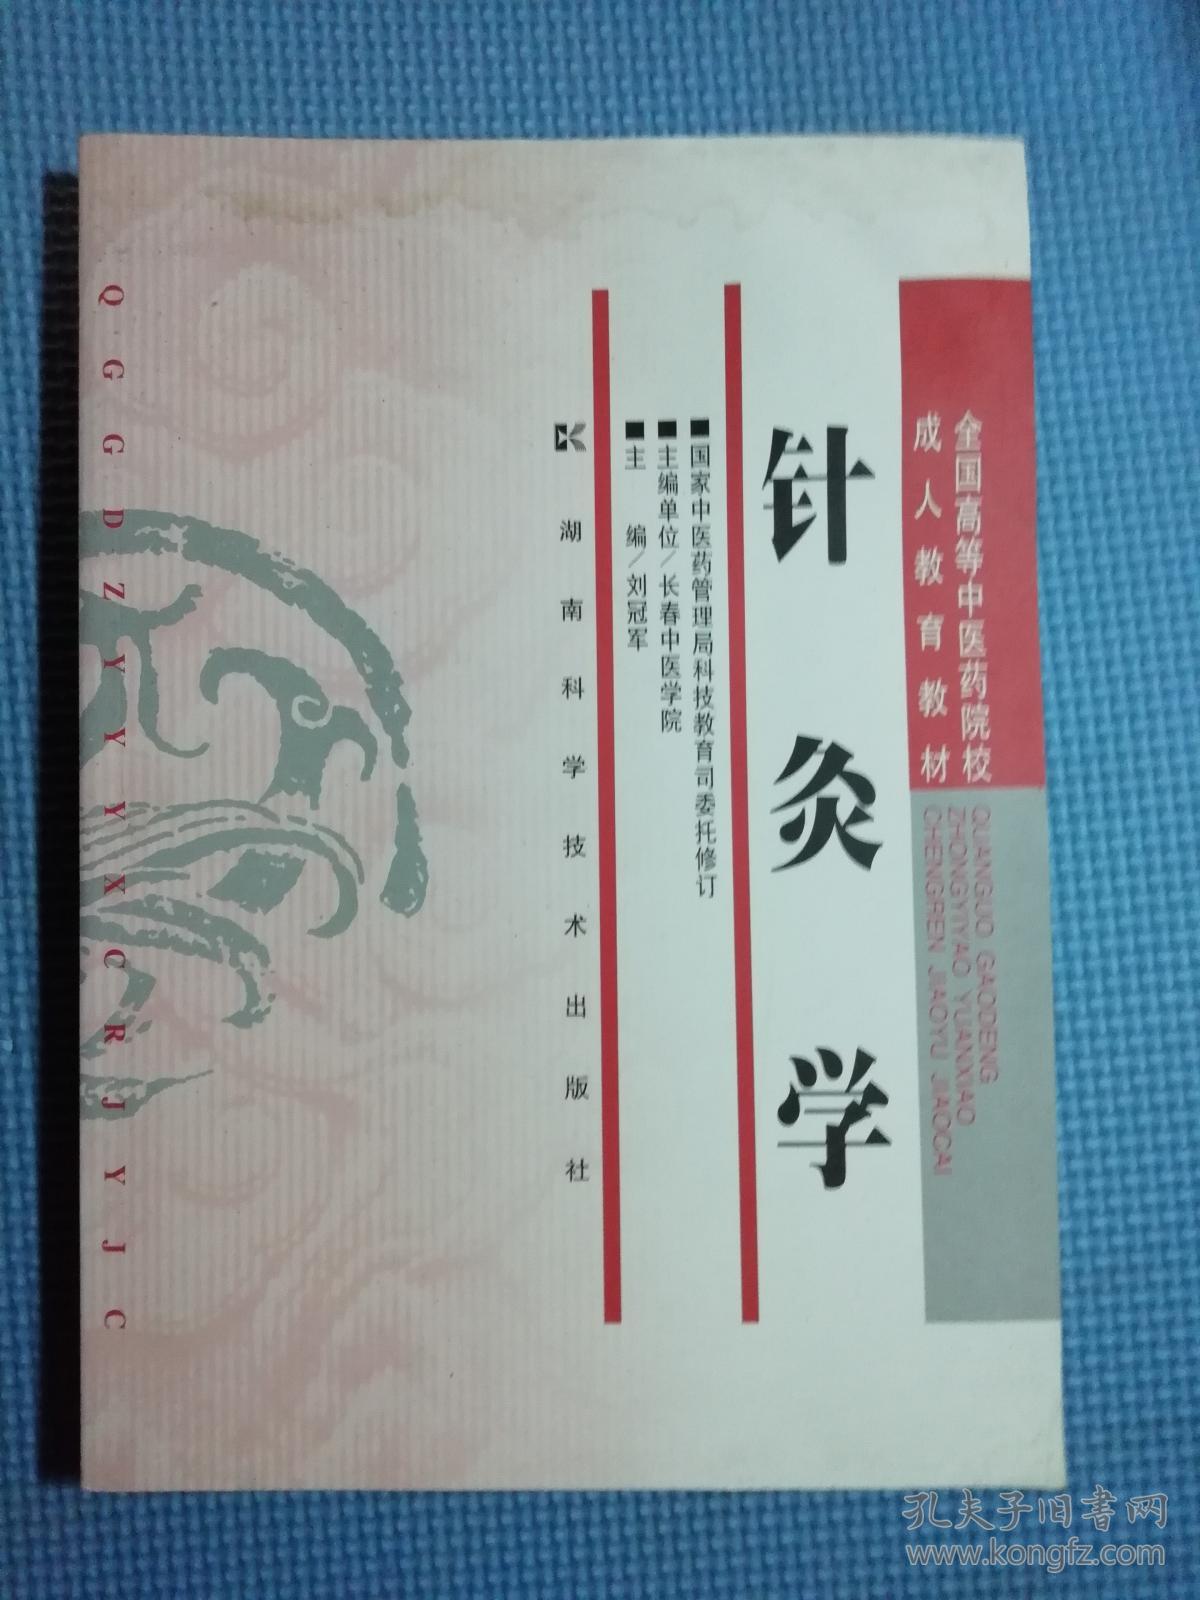 全国高等中医药院校
成人教育教材
QUANGUO GAODENG
ZHONGYIYAO YUANXIAO
CHENGREN JIAOYU JIAOCAI
针灸学
■国家中医药管理局科技教育司委托修订
■主编单位/长春中医学院
■主 编/刘冠军
湖南科学技术出版社
QGGDZYYYXCRJYJC
孔夫子旧书网
www.kongfz.com